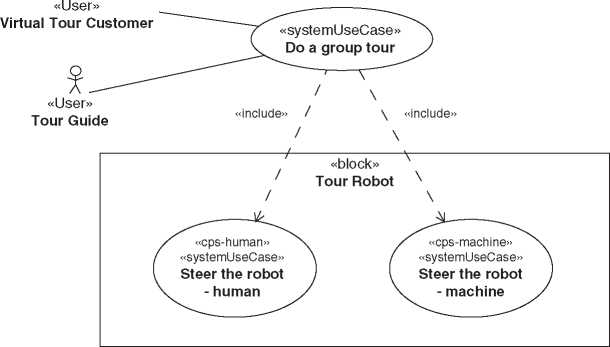 «User»
Virtual Tour Customer
«systemUseCase»
Do a group tour
«User»
Tour Guide
«include»
«include»
«block»
Tour Robot
«cps-human»
«systemUseCase»
Steer the robot
- human
«cps-machine»
«systemUseCase»
Steer the robot
- machine